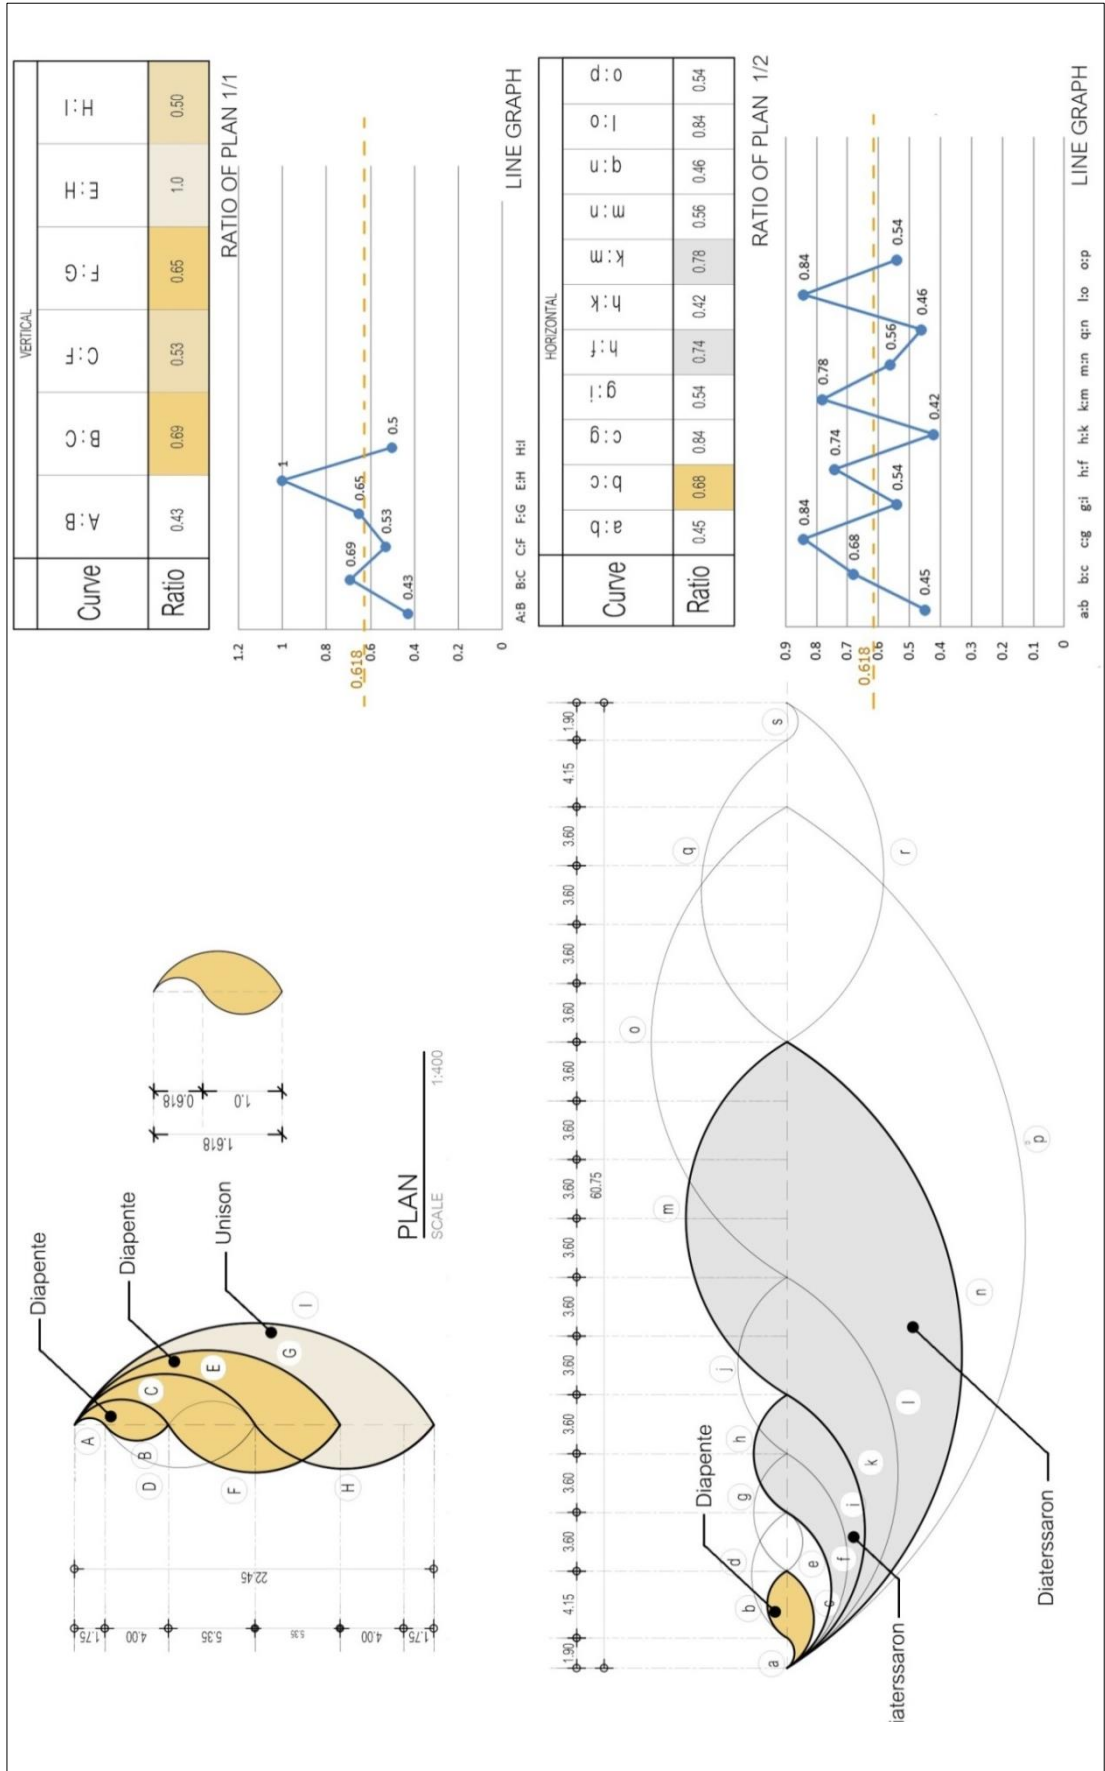 Diapente
Diapente
Unison
A
B
C
D
E
F
G
H
I
1.75
4.00
5.35
5.35
4.00
1.75
22.45
0.618
1.0
1.618
PLAN
SCALE 1:400
VERTICAL
Curve A:B B:C C:F F:G E:H H:I
Ratio 0.43 0.69 0.53 0.65 1.0 0.50
RATIO OF PLAN 1/1
1.2
1
0.8
0.618
0.6
0.4
0.2
0
0.43
0.69
0.53
0.65
1
0.5
A:B B:C C:F F:G E:H H:I
LINE GRAPH
1.90 4.15 3.60 3.60 3.60 3.60 3.60 3.60 3.60 3.60 3.60 3.60 3.60 3.60 3.60 4.15 1.90
60.75
a
b
c
d
e
f
g
h
i
j
k
l
m
n
o
p
q
r
s
Diapente
iaterssaron
Diaterssaron
HORIZONTAL
Curve a:b b:c c:g g:i h:f h:k k:m m:n q:n l:o o:p
Ratio 0.45 0.68 0.84 0.54 0.74 0.42 0.78 0.56 0.46 0.84 0.54
RATIO OF PLAN 1/2
0.9
0.8
0.7
0.618
0.6
0.5
0.4
0.3
0.2
0.1
0
0.45
0.68
0.84
0.54
0.74
0.42
0.78
0.56
0.46
0.84
0.54
a:b b:c c:g g:i h:f h:k k:m m:n q:n l:o o:p
LINE GRAPH